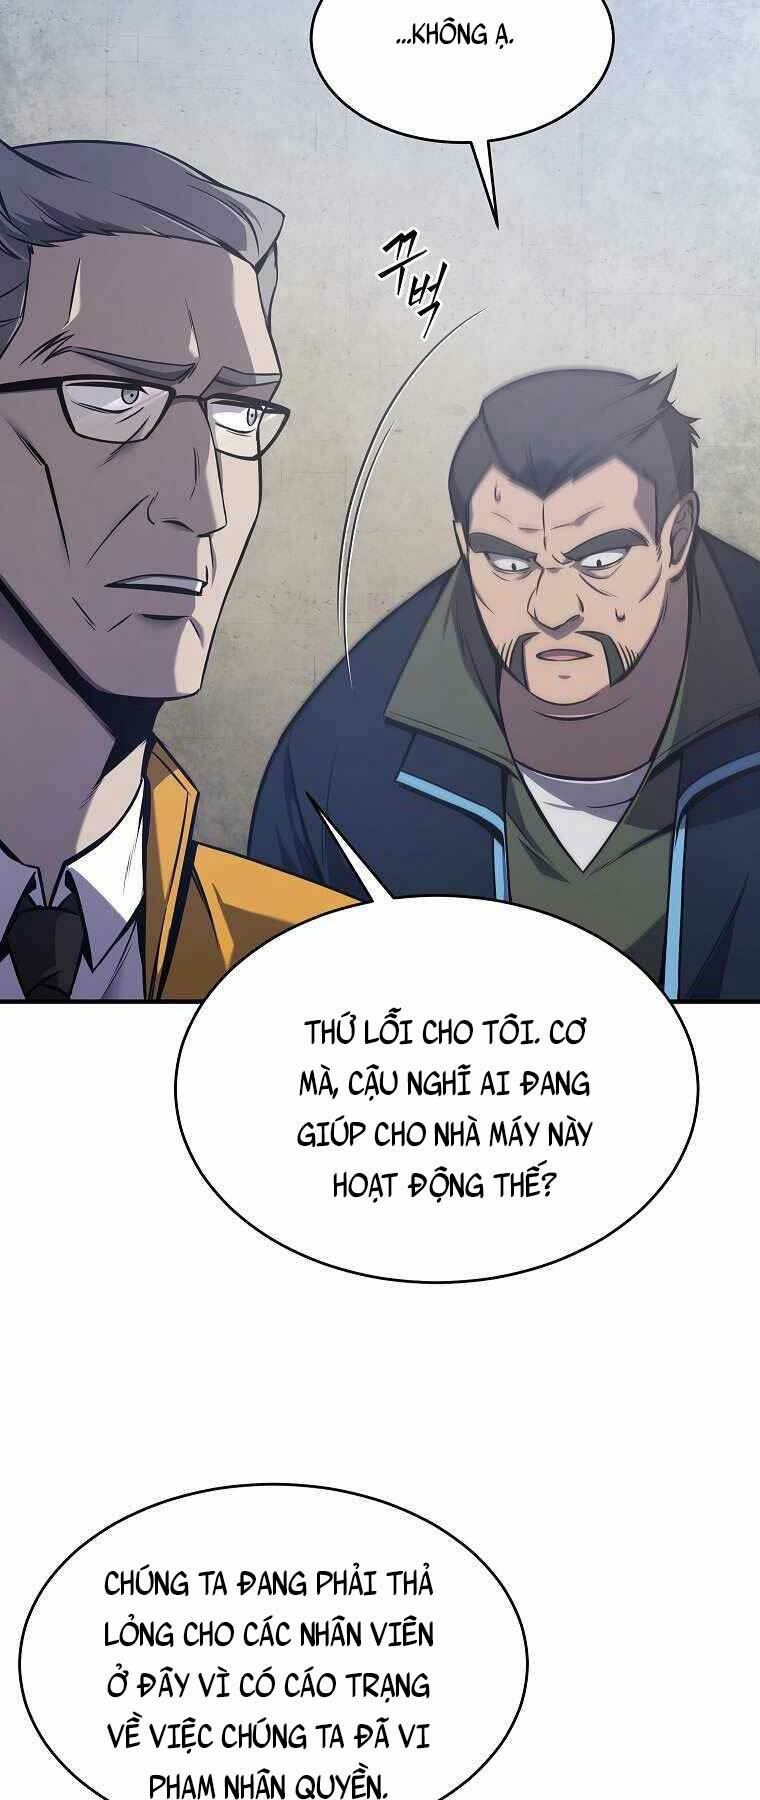 ...KHÔNG Ạ.
꾸벅
THỨ LỖI CHO TÔI. CƠ
MÀ, CẬU NGHĨ AI ĐANG
GIÚP CHO NHÀ MÁY NÀY
HOẠT ĐỘNG THẾ?
CHÚNG TA ĐANG PHẢI THẢ
LỎNG CHO CÁC NHÂN VIÊN
Ở ĐÂY VÌ CÓ CÁO TRẠNG
VỀ VIỆC CHÚNG TA ĐÃ VI
PHẠM NHÂN QUYỀN.